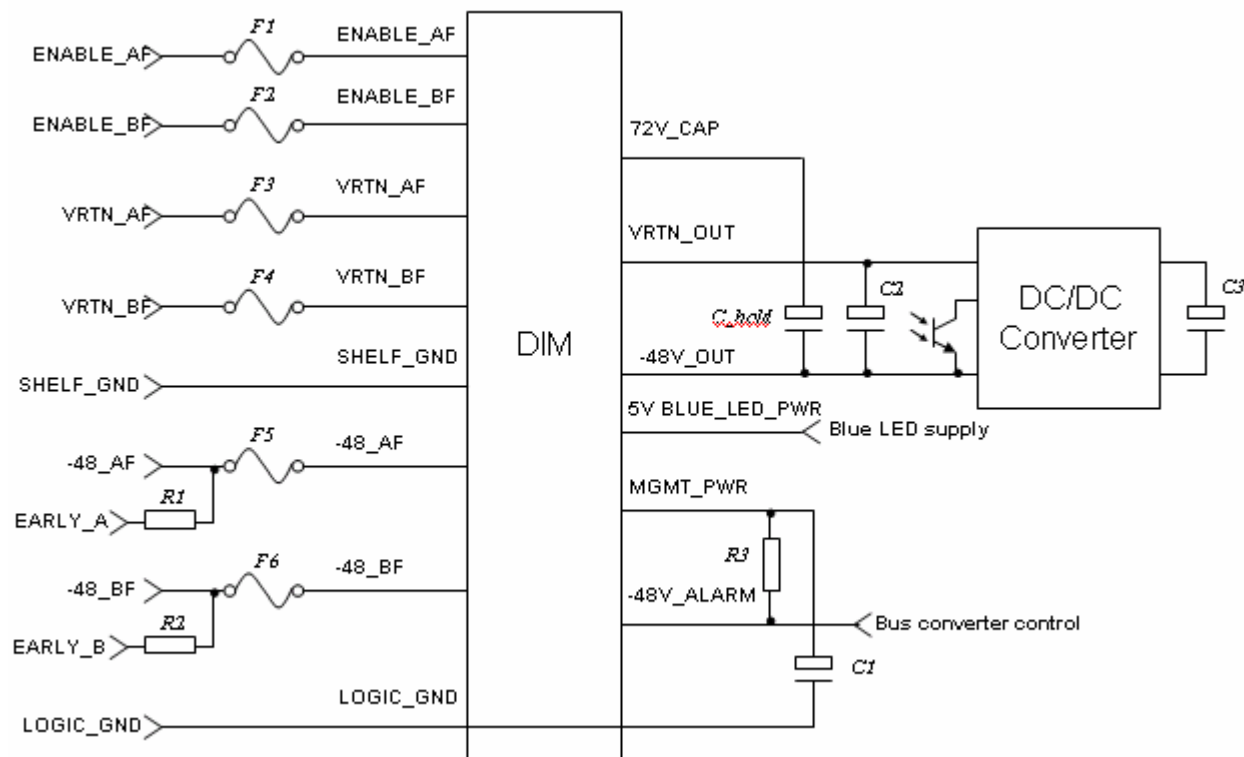 F1
ENABLE_AF
ENABLE_AF
F2
ENABLE_BF
ENABLE_BF
F3
VRTN_AF
VRTN_AF
F4
VRTN_BF
VRTN_BF
SHELF_GND
SHELF_GND
F5
-48_AF
-48_AF
R1
EARLY_A
F6
-48_BF
-48_BF
R2
EARLY_B
LOGIC_GND
LOGIC_GND
DIM
72V_CAP
VRTN_OUT
C_hold
C2
-48V_OUT
DC/DC
Converter
C3
5V BLUE_LED_PWR
Blue LED supply
MGMT_PWR
R3
-48V_ALARM
Bus converter control
C1